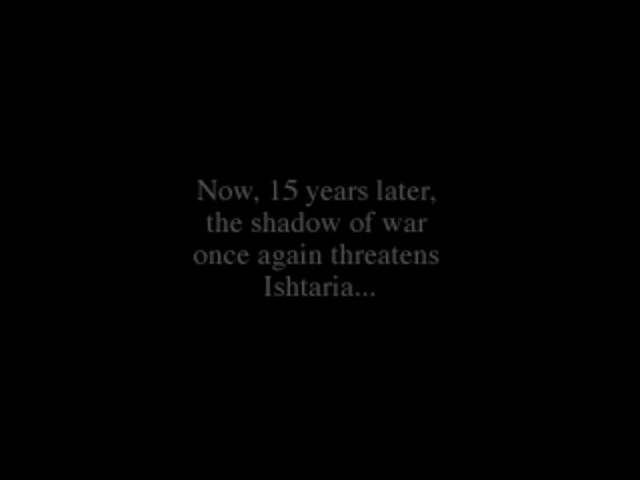 Now, 15 years later,
the shadow of war
once again threatens
Ishtaria...